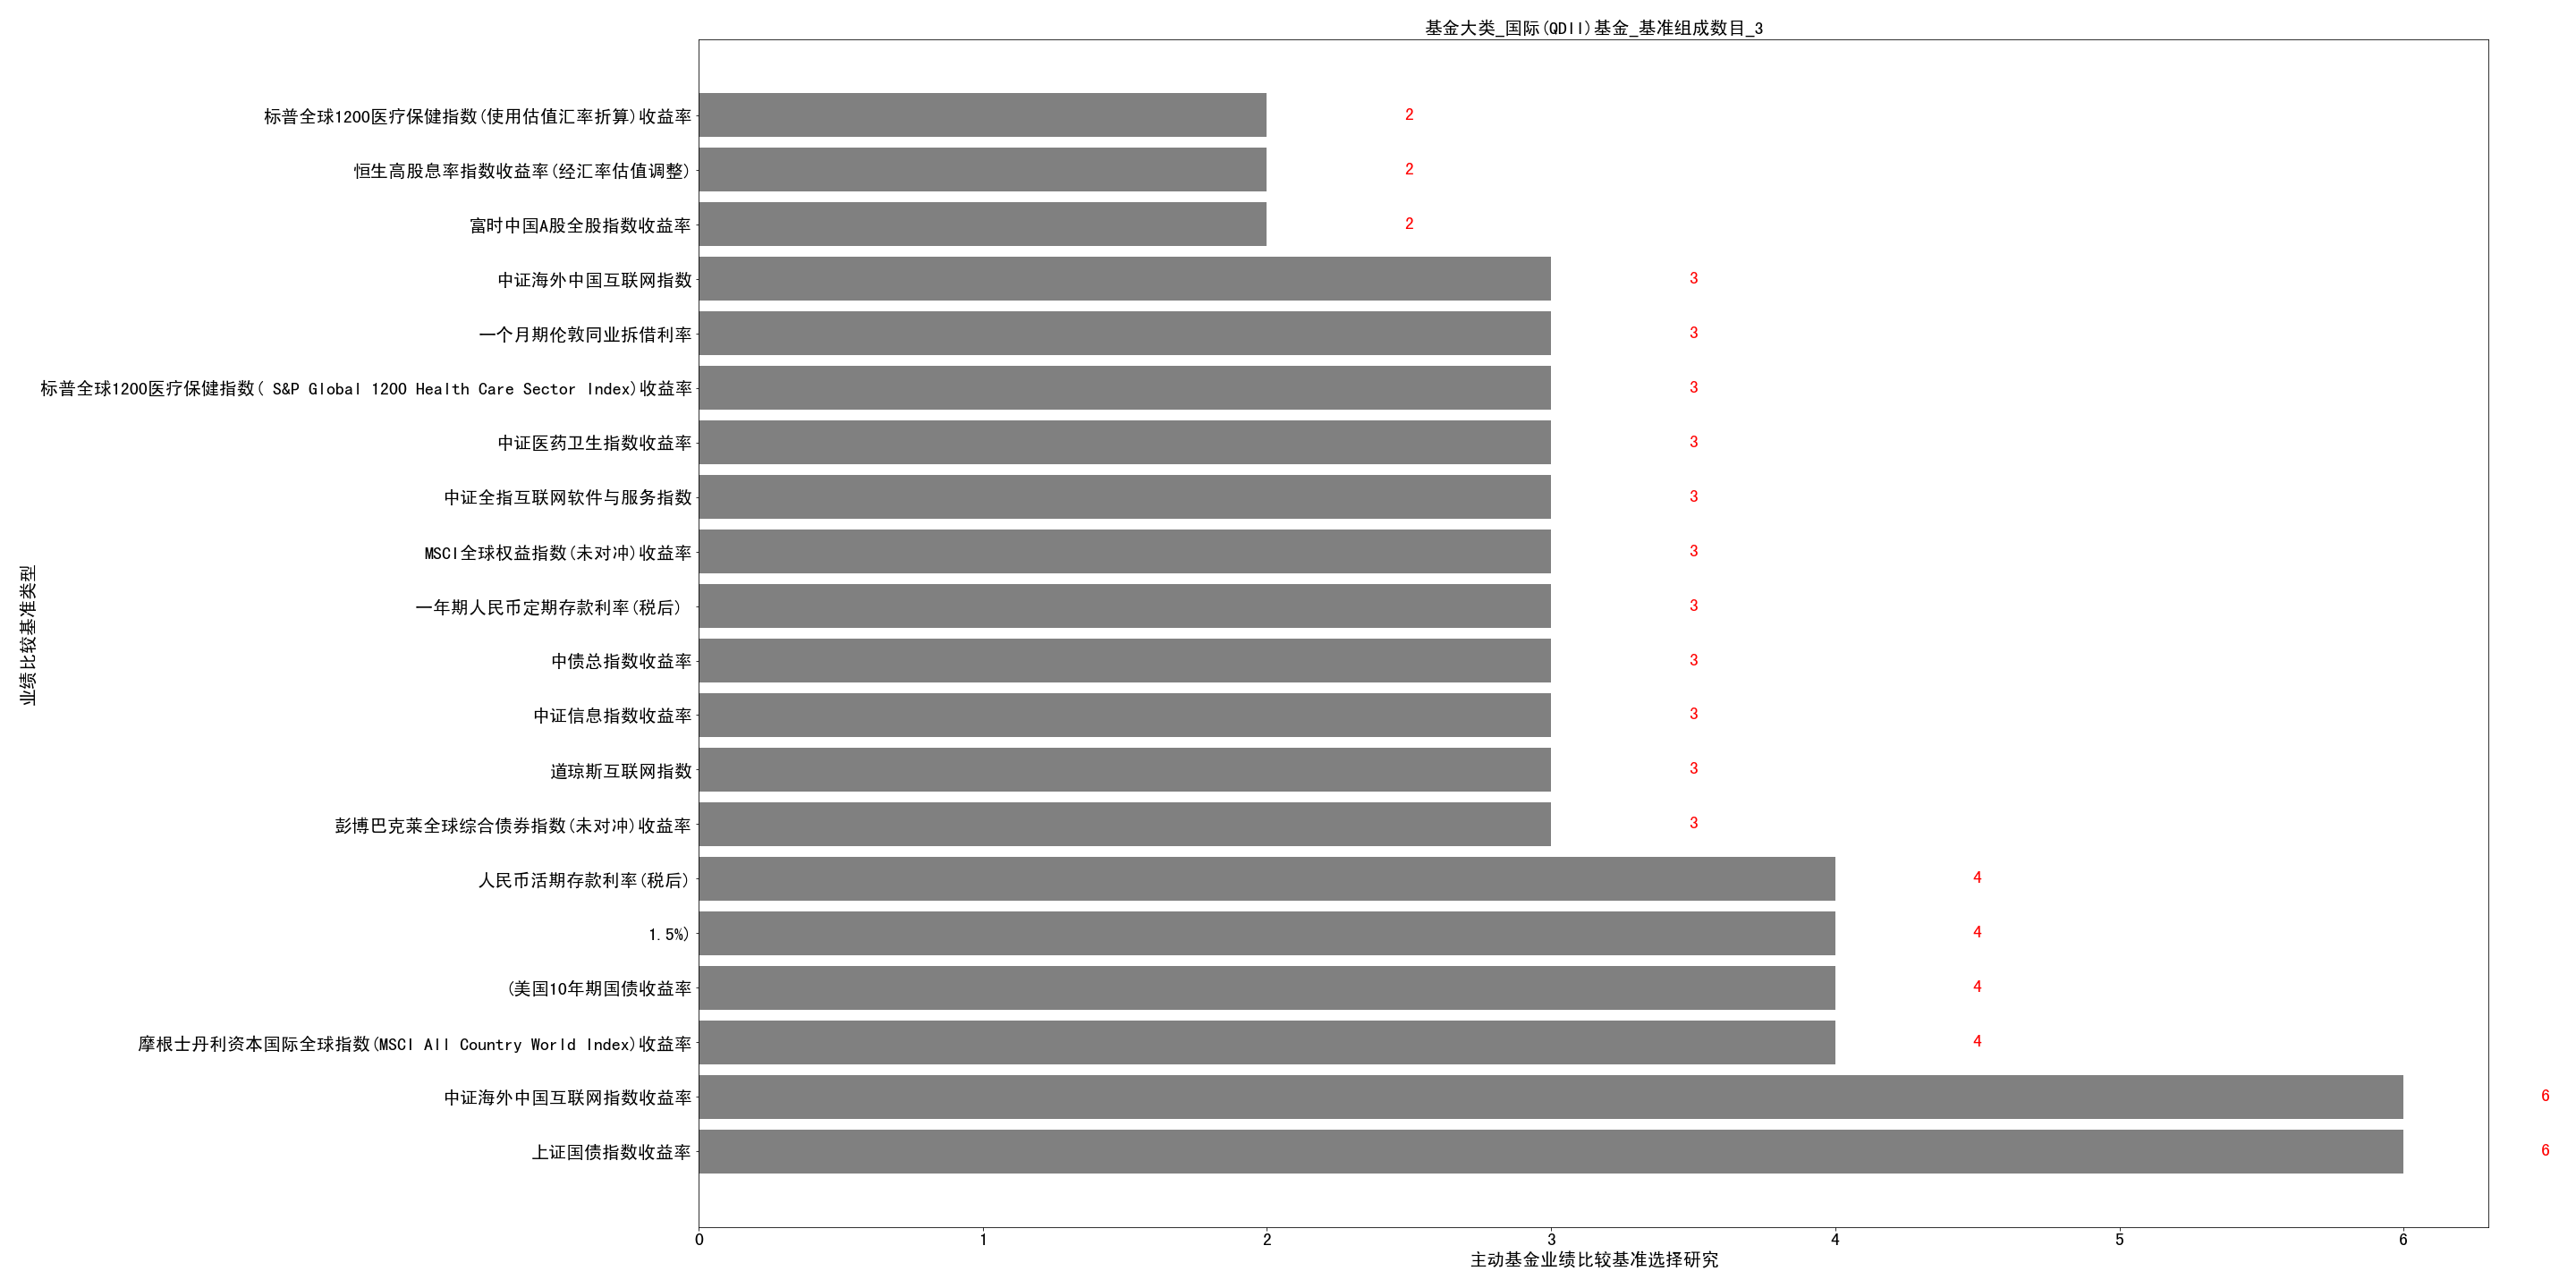 基金大类_国际(QDII)基金_基准组成数目_3
标普全球1200医疗保健指数(使用估值汇率折算)收益率
2
恒生高股息率指数收益率(经汇率估值调整)
2
富时中国A股全股指数收益率
2
中证海外中国互联网指数
3
一个月期伦敦同业拆借利率
3
标普全球1200医疗保健指数( S&P Global 1200 Health Care Sector Index)收益率
3
中证医药卫生指数收益率
3
中证全指互联网软件与服务指数
3
MSCI全球权益指数(未对冲)收益率
3
一年期人民币定期存款利率(税后)
3
中债总指数收益率
3
中证信息指数收益率
3
道琼斯互联网指数
3
彭博巴克莱全球综合债券指数(未对冲)收益率
3
人民币活期存款利率(税后)
4
1.5%)
4
(美国10年期国债收益率
4
摩根士丹利资本国际全球指数(MSCI All Country World Index)收益率
4
中证海外中国互联网指数收益率
6
上证国债指数收益率
6
业绩比较基准类型
0 1 2 3 4 5 6
主动基金业绩比较基准选择研究